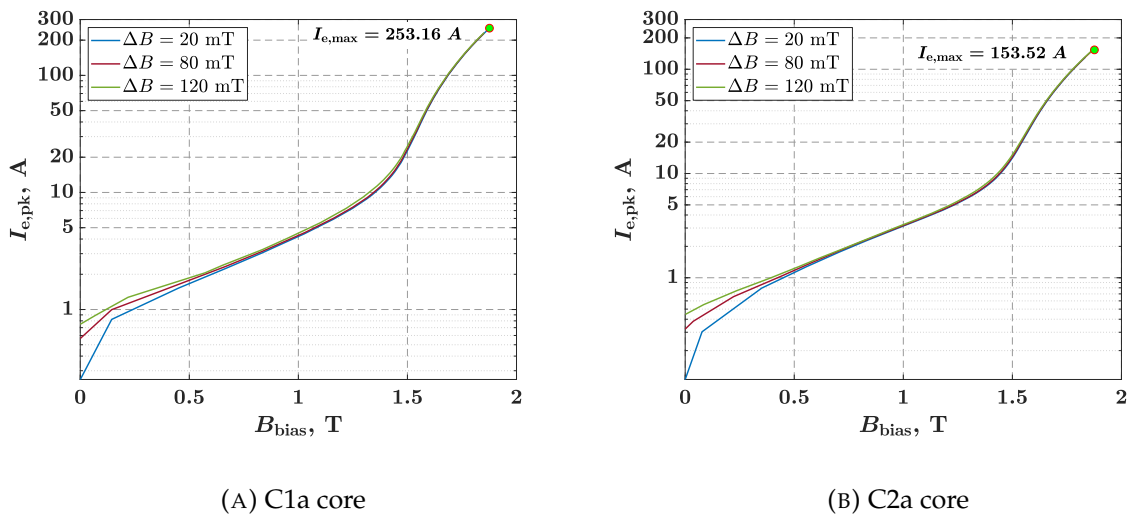 300
200
100
50
20
10
5
1
0
0.5
1
1.5
2
I_e,pk, A
B_bias, T
ΔB = 20 mT
ΔB = 80 mT
ΔB = 120 mT
I_e,max = 253.16 A
(A) C1a core
300
200
100
50
20
10
5
1
0
0.5
1
1.5
2
I_e,pk, A
B_bias, T
ΔB = 20 mT
ΔB = 80 mT
ΔB = 120 mT
I_e,max = 153.52 A
(B) C2a core